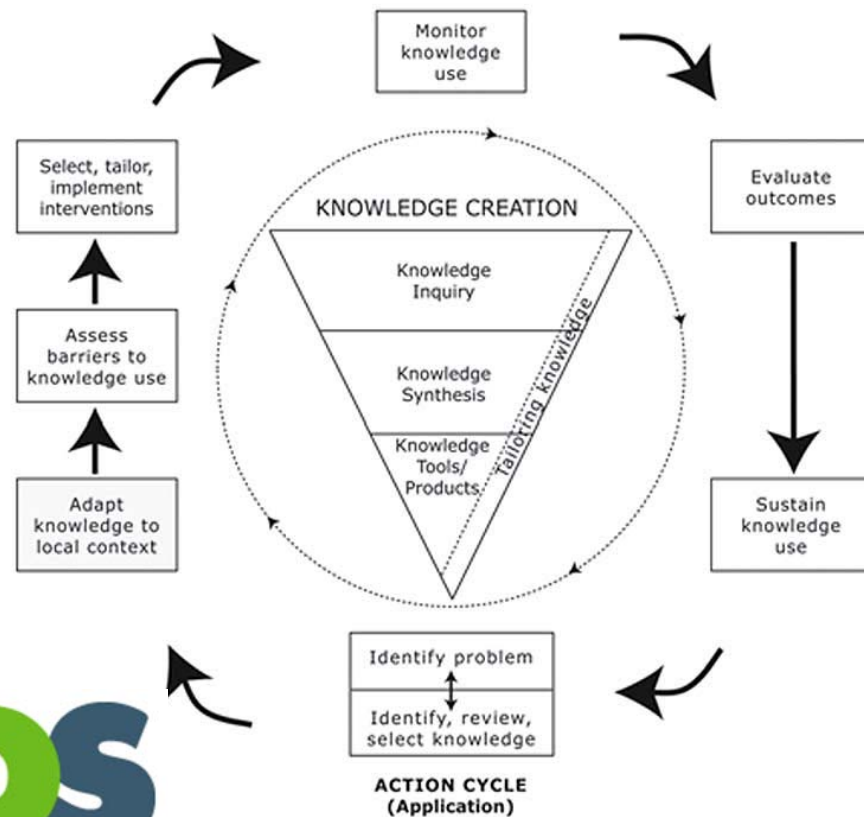 Monitor
knowledge
use
Select, tailor,
implement
interventions
Evaluate
outcomes
KNOWLEDGE CREATION
Knowledge
Inquiry
Assess
barriers to
knowledge use
Knowledge
Synthesis
Tailoring knowledge
Knowledge
Tools/
Products
Adapt
knowledge to
local context
Sustain
knowledge
use
Identify problem
Identify, review,
select knowledge
ACTION CYCLE
(Application)